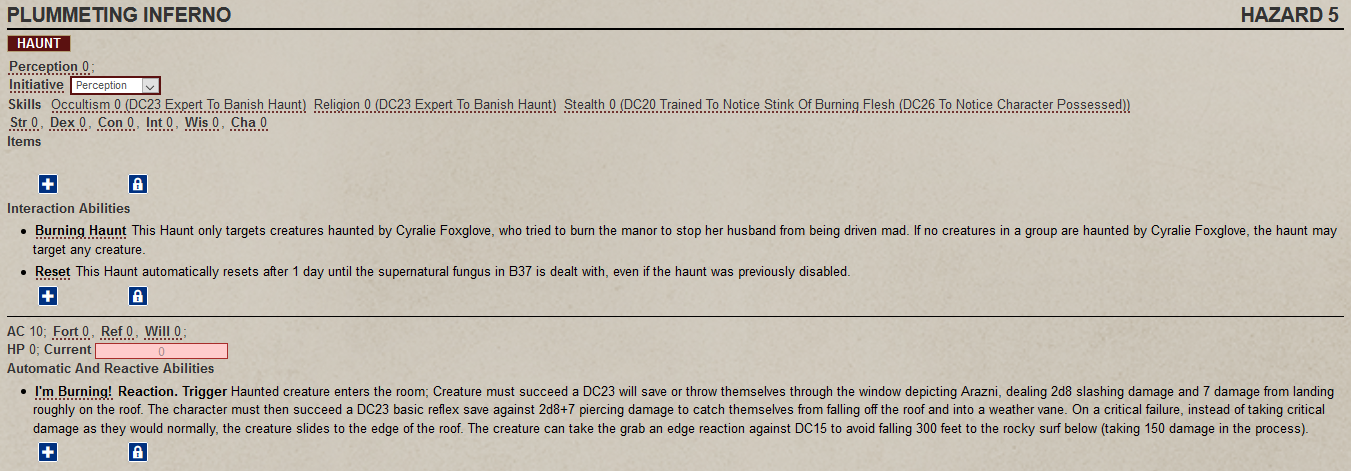 PLUMMETING INFERNO HAZARD 5
HAUNT
Perception 0;
Initiative Perception
Skills Occultism 0 (DC23 Expert To Banish Haunt) Religion 0 (DC23 Expert To Banish Haunt) Stealth 0 (DC20 Trained To Notice Stink Of Burning Flesh (DC26 To Notice Character Possessed))
Str 0, Dex 0, Con 0, Int 0, Wis 0, Cha 0
Items
Interaction Abilities
• Burning Haunt This Haunt only targets creatures haunted by Cyralie Foxglove, who tried to burn the manor to stop her husband from being driven mad. If no creatures in a group are haunted by Cyralie Foxglove, the haunt may
target any creature.
• Reset This Haunt automatically resets after 1 day until the supernatural fungus in B37 is dealt with, even if the haunt was previously disabled.
AC 10; Fort 0, Ref 0, Will 0;
HP 0; Current 0
Automatic And Reactive Abilities
• I'm Burning! Reaction. Trigger Haunted creature enters the room; Creature must succeed a DC23 will save or throw themselves through the window depicting Arazni, dealing 2d8 slashing damage and 7 damage from landing
roughly on the roof. The character must then succeed a DC23 basic reflex save against 2d8+7 piercing damage to catch themselves from falling off the roof and into a weather vane. On a critical failure, instead of taking critical
damage as they would normally, the creature slides to the edge of the roof. The creature can take the grab an edge reaction against DC15 to avoid falling 300 feet to the rocky surf below (taking 150 damage in the process).